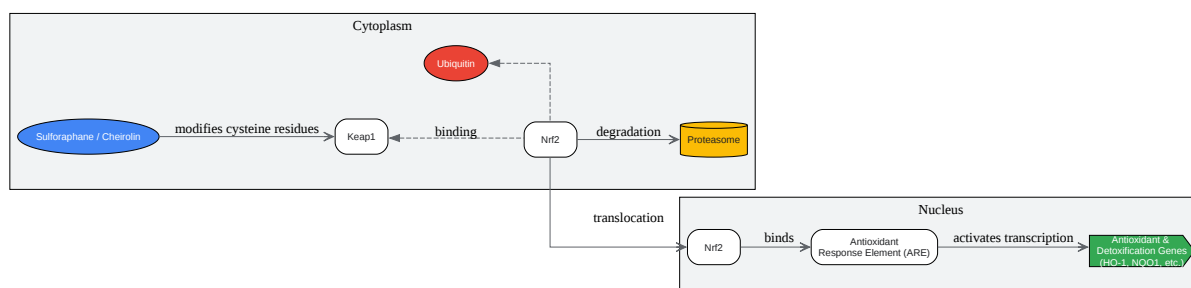 Cytoplasm
Ubiquitin
Sulforaphane / Cheirolin
modifies cysteine residues
Keap1
binding
Nrf2
degradation
Proteasome
translocation
Nucleus
Nrf2
binds
Antioxidant
Response Element (ARE)
activates transcription
Antioxidant &
Detoxification Genes
(HO-1, NQO1, etc.)